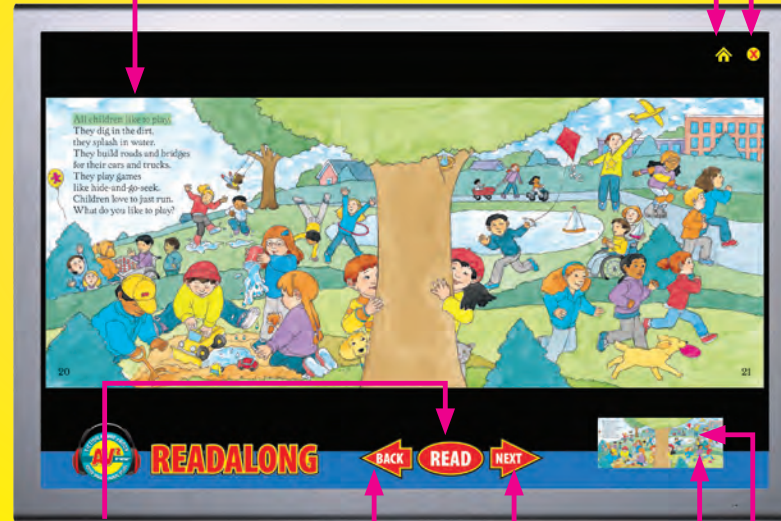 All children like to play.
They dig in the dirt,
they splash in water.
They build roads and bridges
for their cars and trucks.
They play games
like hide-and-go-seek.
Children love to just run.
What do you like to play?
20
21
READALONG
BACK
READ
NEXT